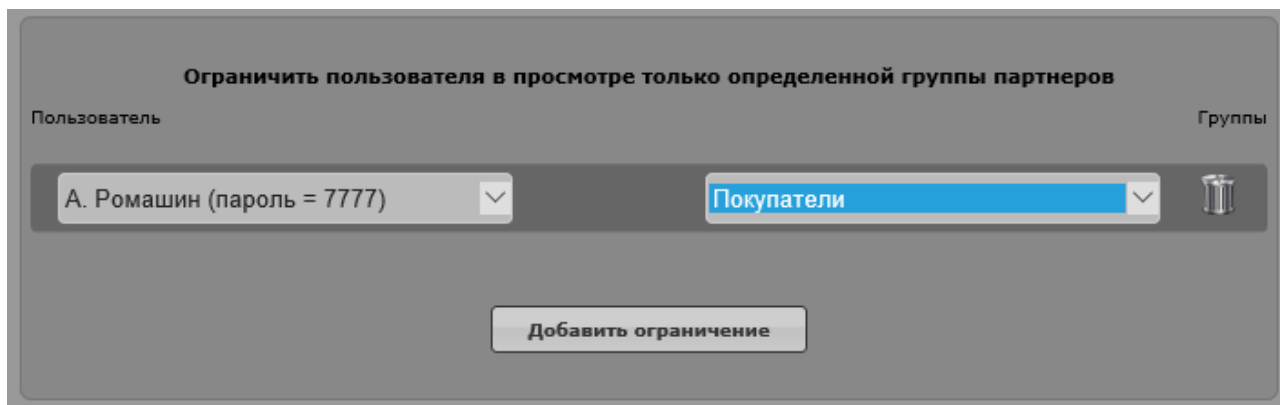 Ограничить пользователя в просмотре только определенной группы партнеров
Пользователь Группы
А. Ромашин (пароль = 7777) Покупатели
Добавить ограничение